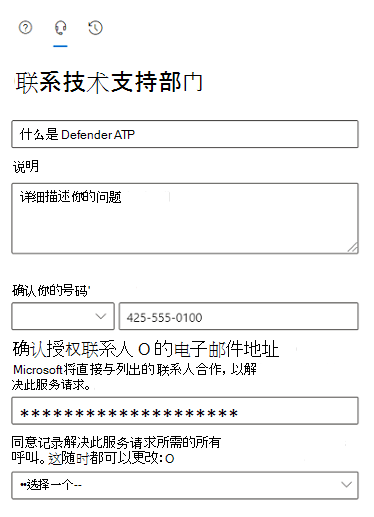 联系技术支持部门
什么是 Defender ATP
说明
详细描述你的问题
确认你的号码*
425-555-0100
确认授权联系人 O 的电子邮件地址
Microsoft将直接与列出的联系人合作，以解
决此服务请求。
********************
同意记录解决此服务请求所需的所有
呼叫。这随时都可以更改:O
••选择一个--